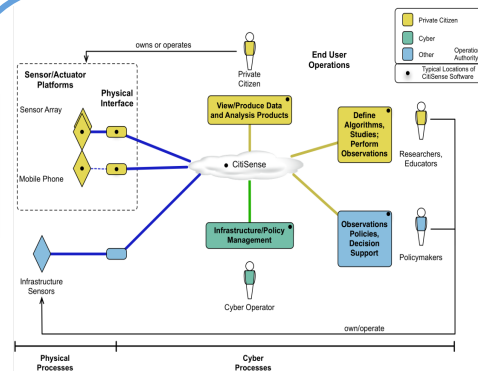 Private Citizen
Cyber
Other
Operation
Authority
Typical Locations of
CitiSense Software
owns or operates
Private
Citizen
End User
Operations
Sensor/Actuator
Platforms
Physical
Interface
Sensor Array
Mobile Phone
View/Produce Data
and Analysis Products
Define
Algorithms,
Studies;
Perform
Observations
Researchers,
Educators
CitiSense
Infrastructure/Policy
Management
Observations
Policies,
Decision
Support
Policymakers
Infrastructure
Sensors
Cyber Operator
own/operate
Physical
Processes
Cyber
Processes